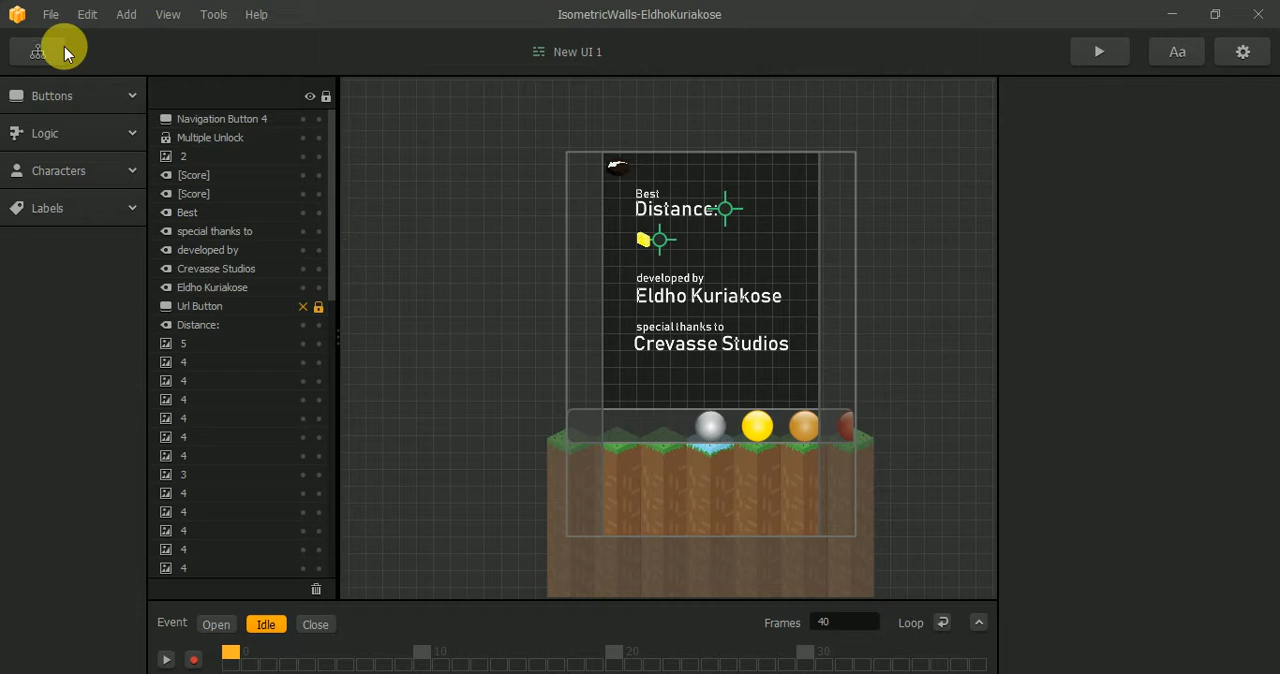 File Edit Add View Tools Help IsometricWalls-EldhoKuriakose
New UI 1 Aa
Buttons
Logic
Characters
Labels
Navigation Button 4
Multiple Unlock
2
[Score]
[Score]
Best
special thanks to
developed by
Crevasse Studios
Eldho Kuriakose
Url Button
Distance:
5
4
4
4
4
4
4
3
4
4
4
4
4
Best
Distance:
developed by
Eldho Kuriakose
special thanks to
Crevasse Studios
Event Open Idle Close Frames 40 Loop
0 10 20 30